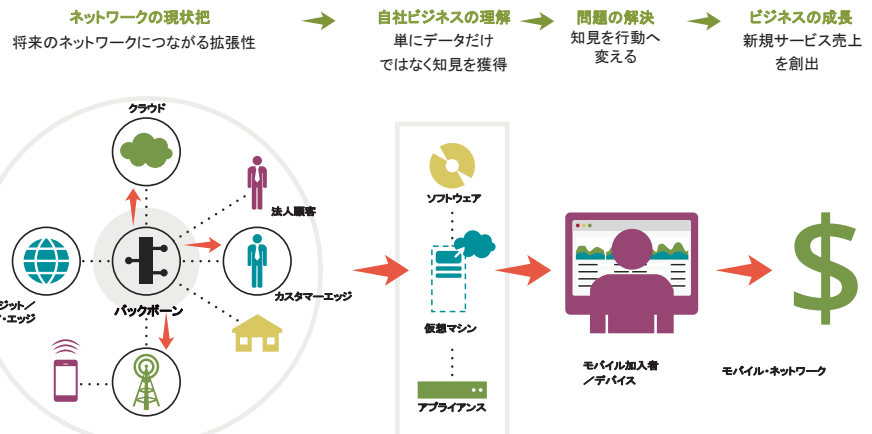 ネットワークの現状把
将来のネットワークにつながる拡張性
自社ビジネスの理解
単にデータだけ
ではなく知見を獲得
問題の解決
知見を行動へ
変える
ビジネスの成長
新規サービス売上
を創出
クラウド
法人顧客
カスタマーエッジ
バックボーン
ジット／
・エッジ
ソフトウェア
仮想マシン
アプライアンス
モバイル加入者
／デバイス
モバイル・ネットワーク